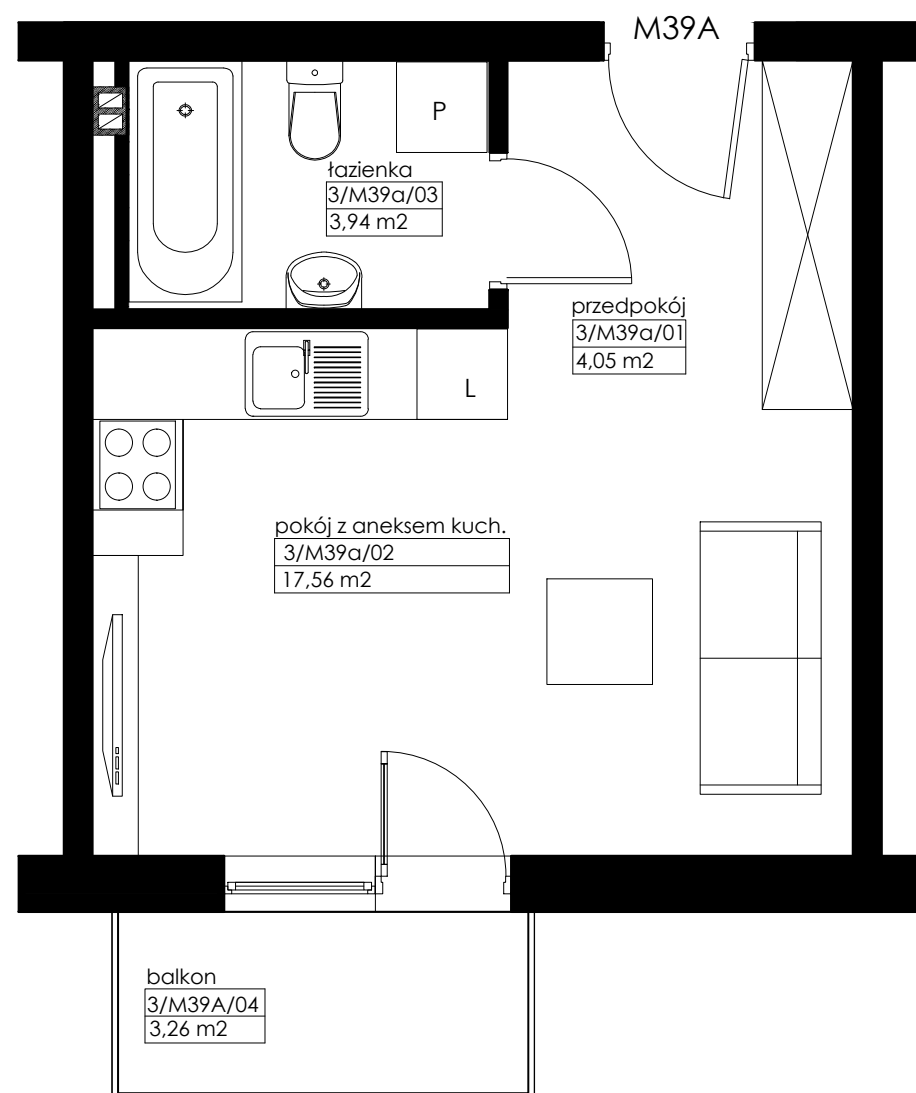 M39A
P
łazienka
3/M39a/03
3,94 m2
przedpokój
3/M39a/01
4,05 m2
L
pokój z aneksem kuch.
3/M39a/02
17,56 m2
balkon
3/M39A/04
3,26 m2